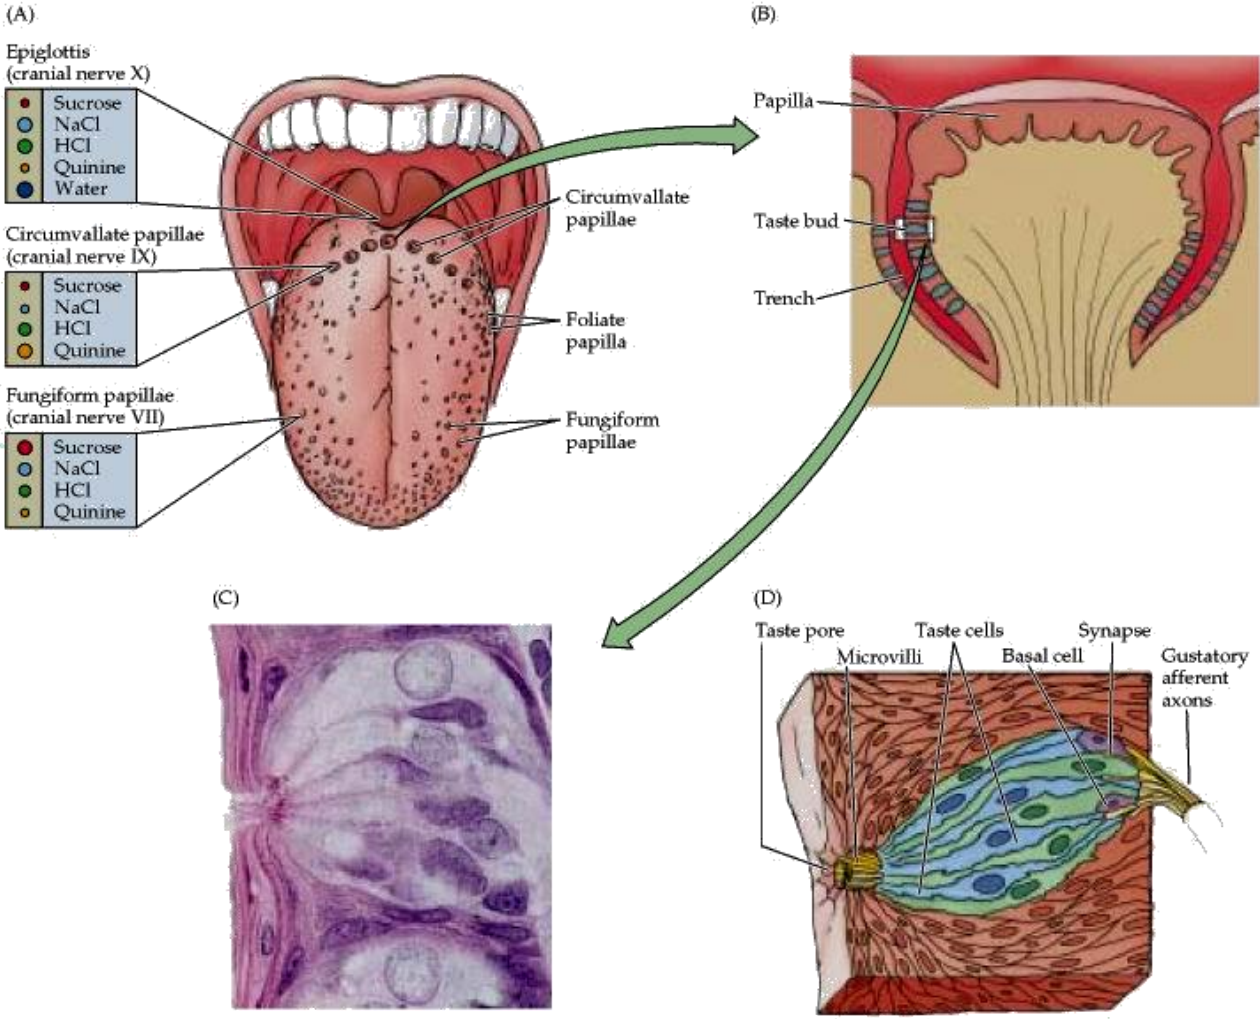 (A)
Epiglottis
(cranial nerve X)
Sucrose
NaCl
HCl
Quinine
Water
Circumvallate papillae
(cranial nerve IX)
Sucrose
NaCl
HCl
Quinine
Fungiform papillae
(cranial nerve VII)
Sucrose
NaCl
HCl
Quinine
Circumvallate
papillae
Foliate
papilla
Fungiform
papillae
(B)
Papilla
Taste bud
Trench
(C)
(D)
Taste pore
Microvilli
Taste cells
Basal cell
Synapse
Gustatory
afferent
axons